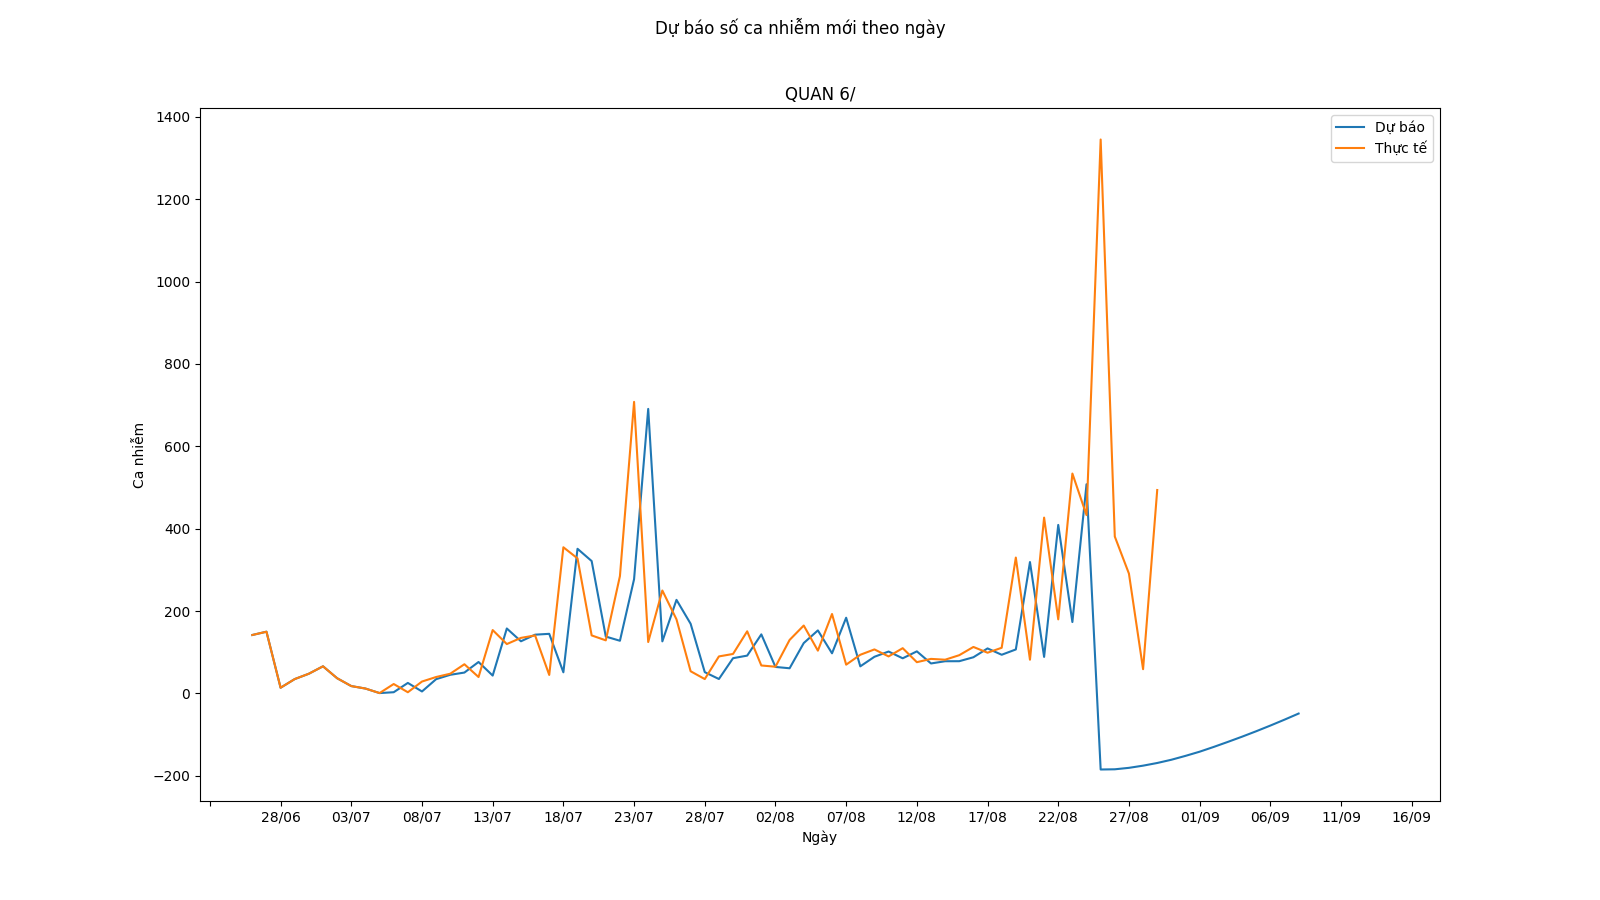 Dự báo số ca nhiễm mới theo ngày
QUAN 6/
Dự báo
Thực tế
Ca nhiễm
1400
1200
1000
800
600
400
200
0
−200
28/06 03/07 08/07 13/07 18/07 23/07 28/07 02/08 07/08 12/08 17/08 22/08 27/08 01/09 06/09 11/09 16/09
Ngày